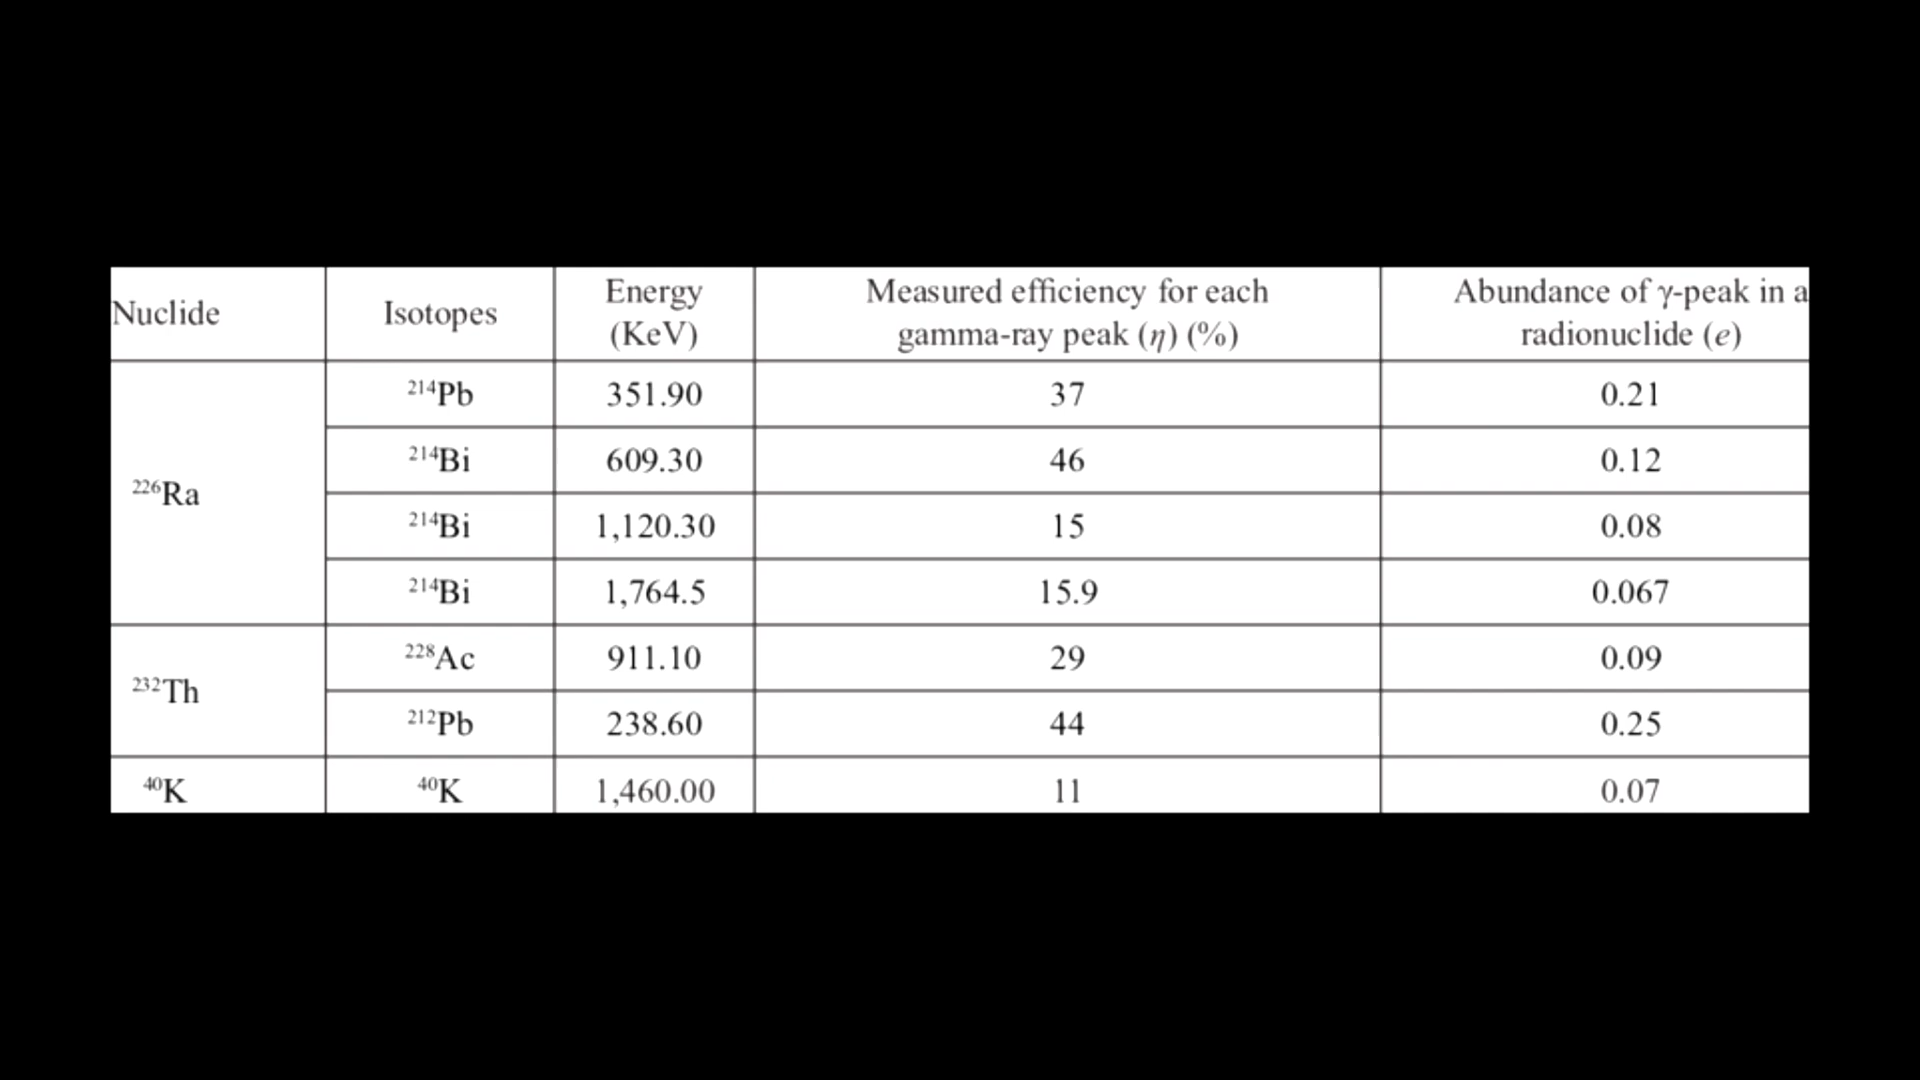 Nuclide Isotopes Energy (KeV) Measured efficiency for each gamma-ray peak (η) (%) Abundance of γ-peak in a radionuclide (e)
²²⁶Ra ²¹⁴Pb 351.90 37 0.21
²¹⁴Bi 609.30 46 0.12
²¹⁴Bi 1,120.30 15 0.08
²¹⁴Bi 1,764.5 15.9 0.067
²³²Th ²²⁸Ac 911.10 29 0.09
²¹²Pb 238.60 44 0.25
⁴⁰K ⁴⁰K 1,460.00 11 0.07